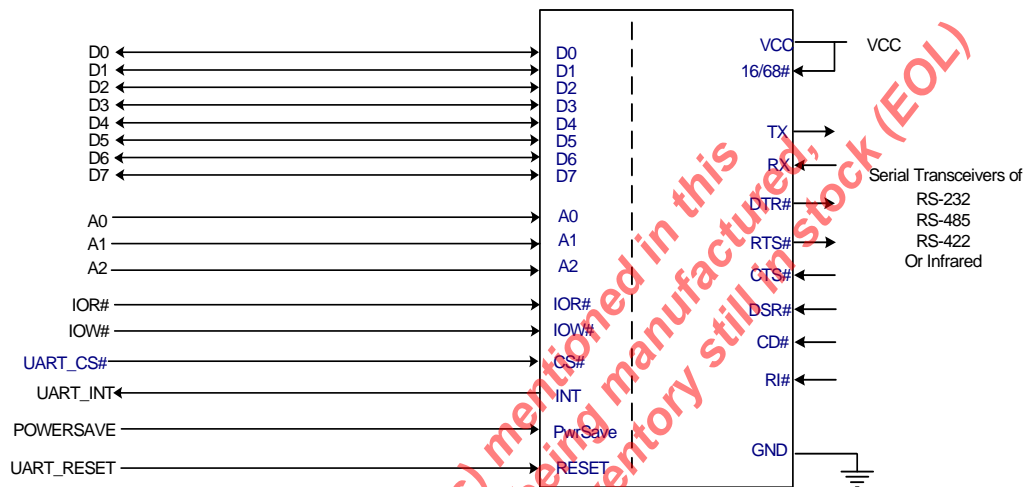 D0
D1
D2
D3
D4
D5
D6
D7
A0
A1
A2
IOR#
IOW#
UART_CS#
UART_INT
POWERSAVE
UART_RESET
D0
D1
D2
D3
D4
D5
D6
D7
A0
A1
A2
IOR#
IOW#
CS#
INT
PwrSave
RESET
VCC
16/68#
TX
RX
DTR#
RTS#
CTS#
DSR#
CD#
RI#
GND
VCC
Serial Transceivers of
RS-232
RS-485
RS-422
Or Infrared
mentioned in this
being manufactured,
inventory still in stock (EOL)